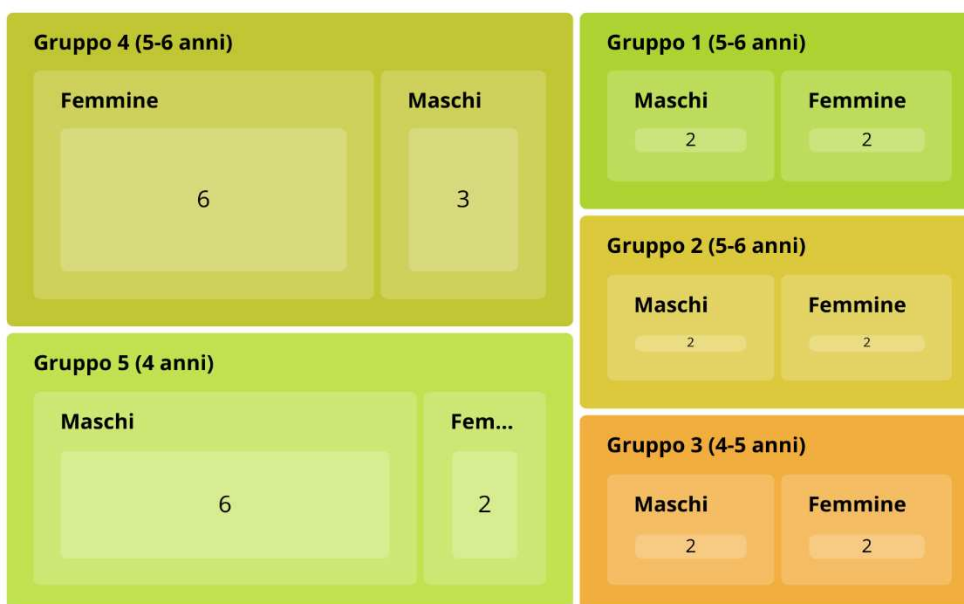 Gruppo 4 (5-6 anni)
Femmine
6
Maschi
3
Gruppo 5 (4 anni)
Maschi
6
Fem...
2
Gruppo 1 (5-6 anni)
Maschi
2
Femmine
2
Gruppo 2 (5-6 anni)
Maschi
2
Femmine
2
Gruppo 3 (4-5 anni)
Maschi
2
Femmine
2